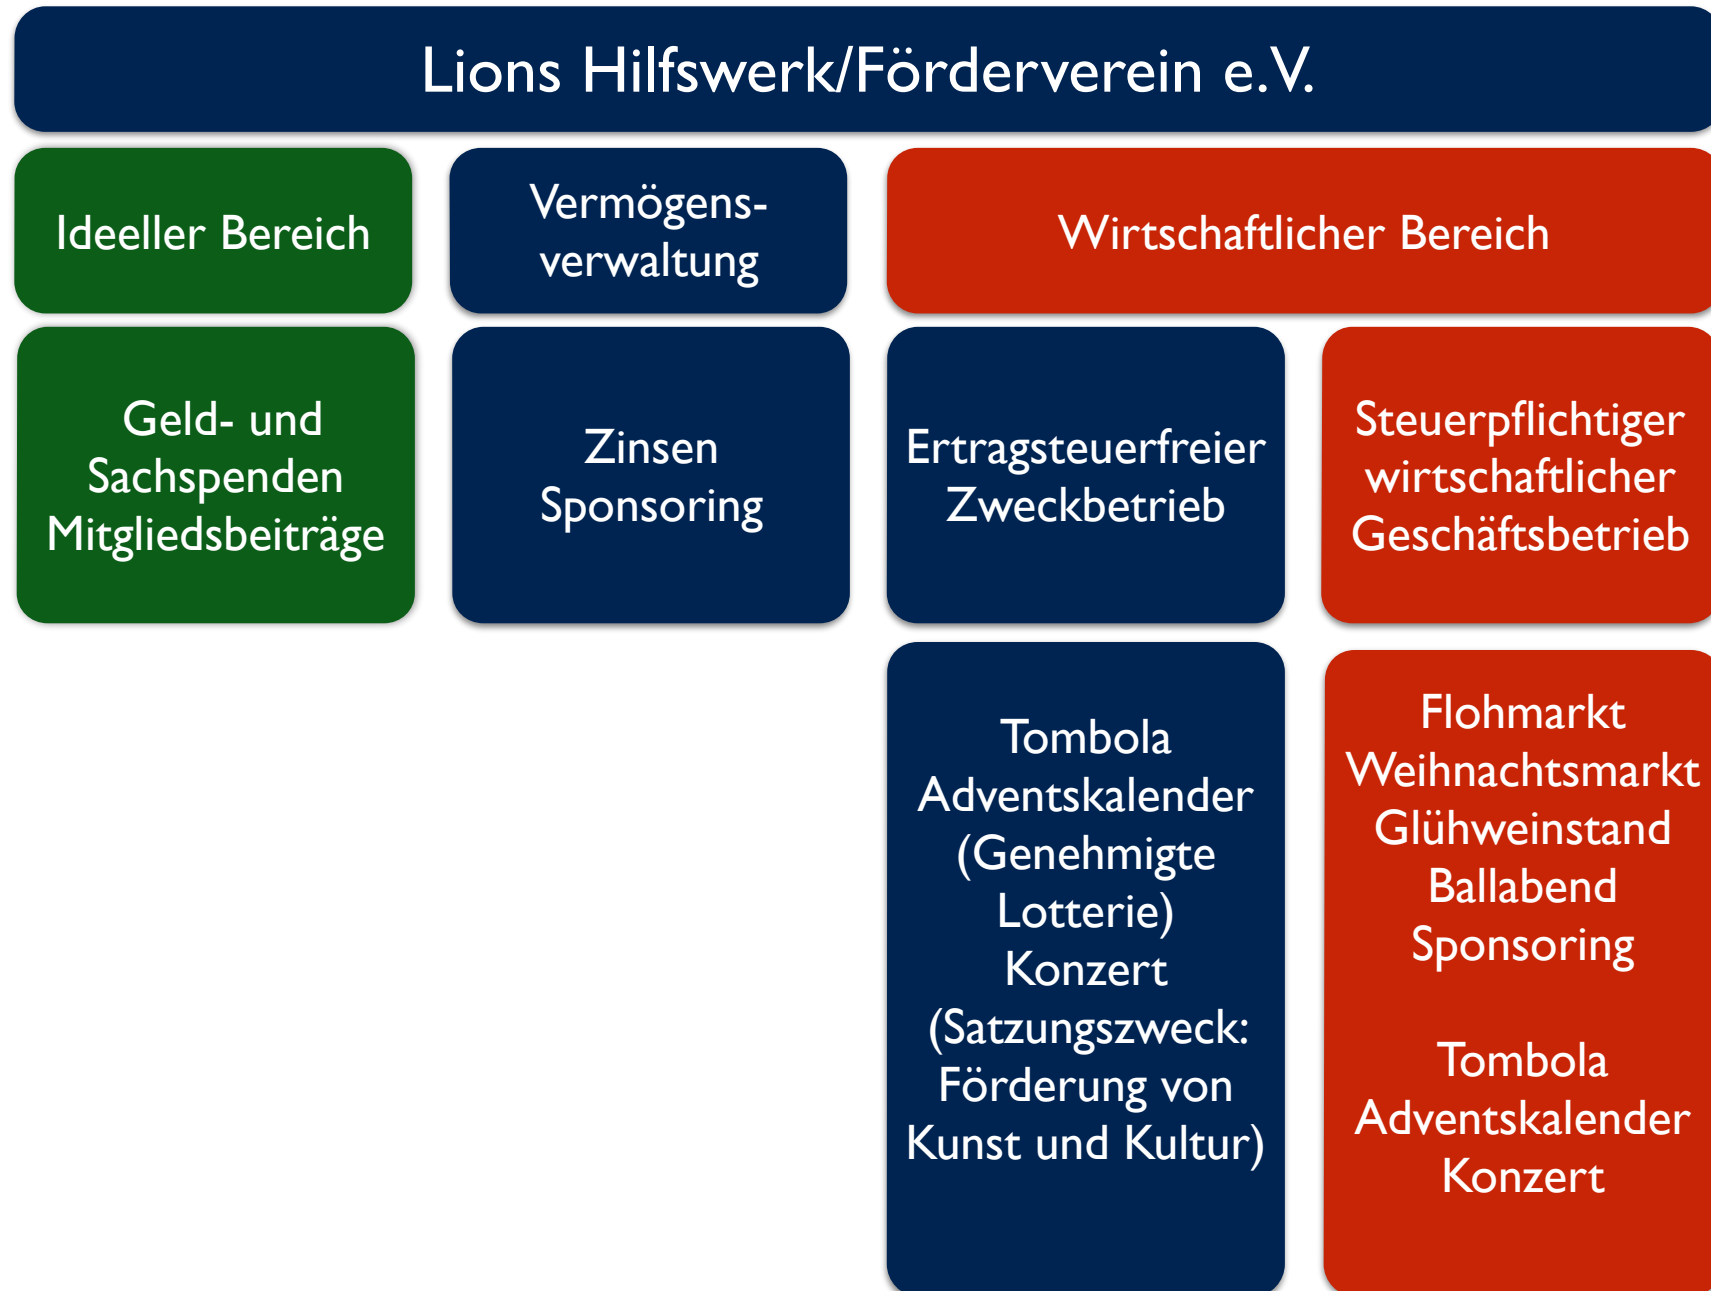 Lions Hilfswerk/Förderverein e.V.
Ideeller Bereich
Vermögens-
verwaltung
Wirtschaftlicher Bereich
Geld- und
Sachspenden
Mitgliedsbeiträge
Zinsen
Sponsoring
Ertragsteuerfreier
Zweckbetrieb
Steuerpflichtiger
wirtschaftlicher
Geschäftsbetrieb
Tombola
Adventskalender
(Genehmigte
Lotterie)
Konzert
(Satzungszweck:
Förderung von
Kunst und Kultur)
Flohmarkt
Weihnachtsmarkt
Glühweinstand
Ballabend
Sponsoring
Tombola
Adventskalender
Konzert